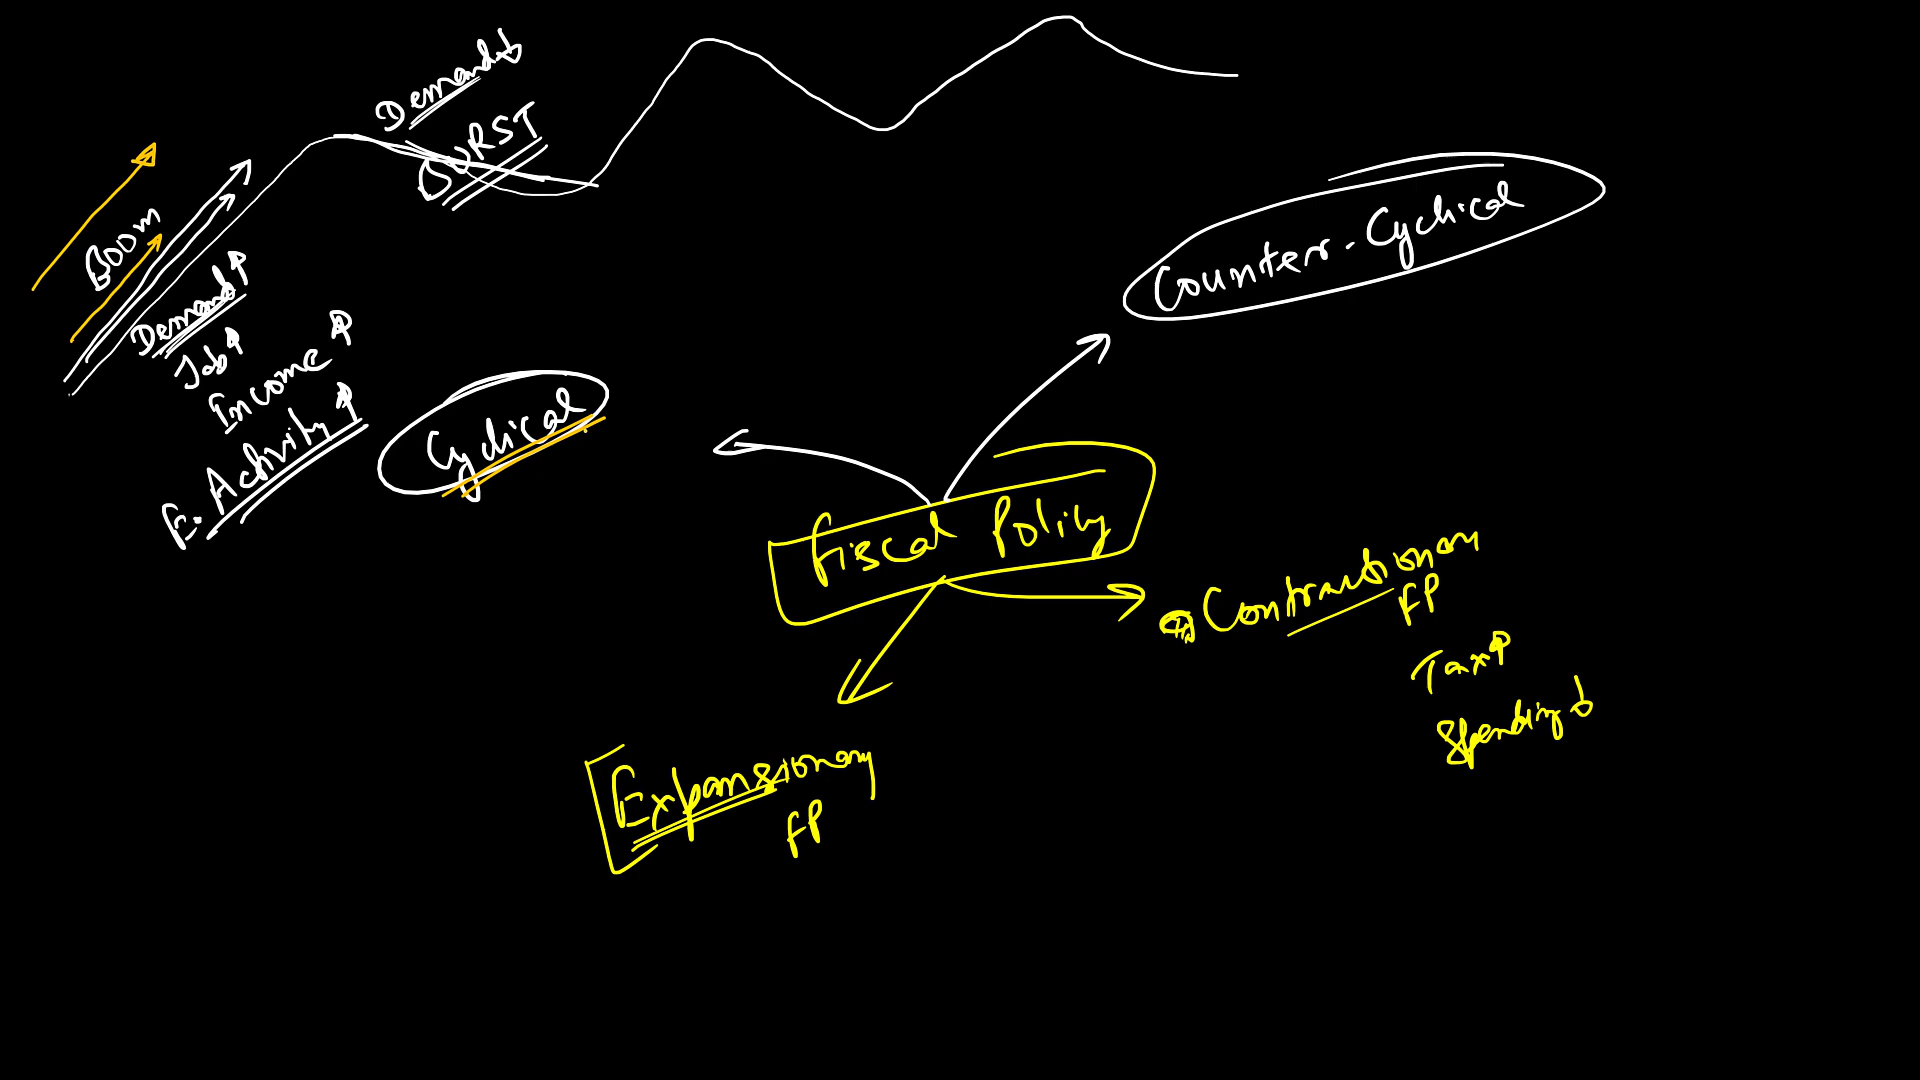 Demand↓
BURST
Boom
Demand↑
Job↑
Income↑
E. Activity↑
Counter-Cyclical
Cyclical
Fiscal Policy
Contractionary
FP
Tax↑
Spending↓
Expansionary
FP